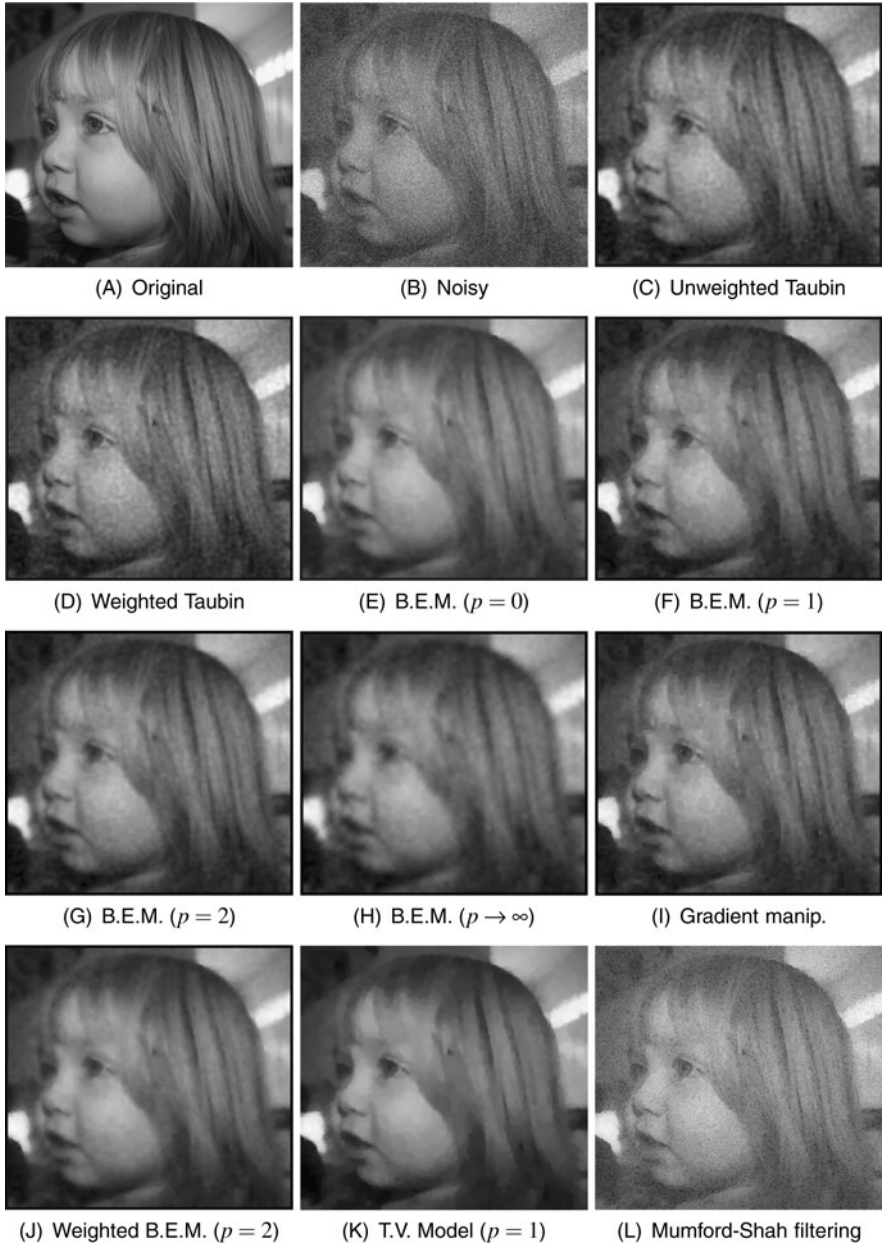 (A) Original
(B) Noisy
(C) Unweighted Taubin
(D) Weighted Taubin
(E) B.E.M. (p = 0)
(F) B.E.M. (p = 1)
(G) B.E.M. (p = 2)
(H) B.E.M. (p → ∞)
(I) Gradient manip.
(J) Weighted B.E.M. (p = 2)
(K) T.V. Model (p = 1)
(L) Mumford-Shah filtering